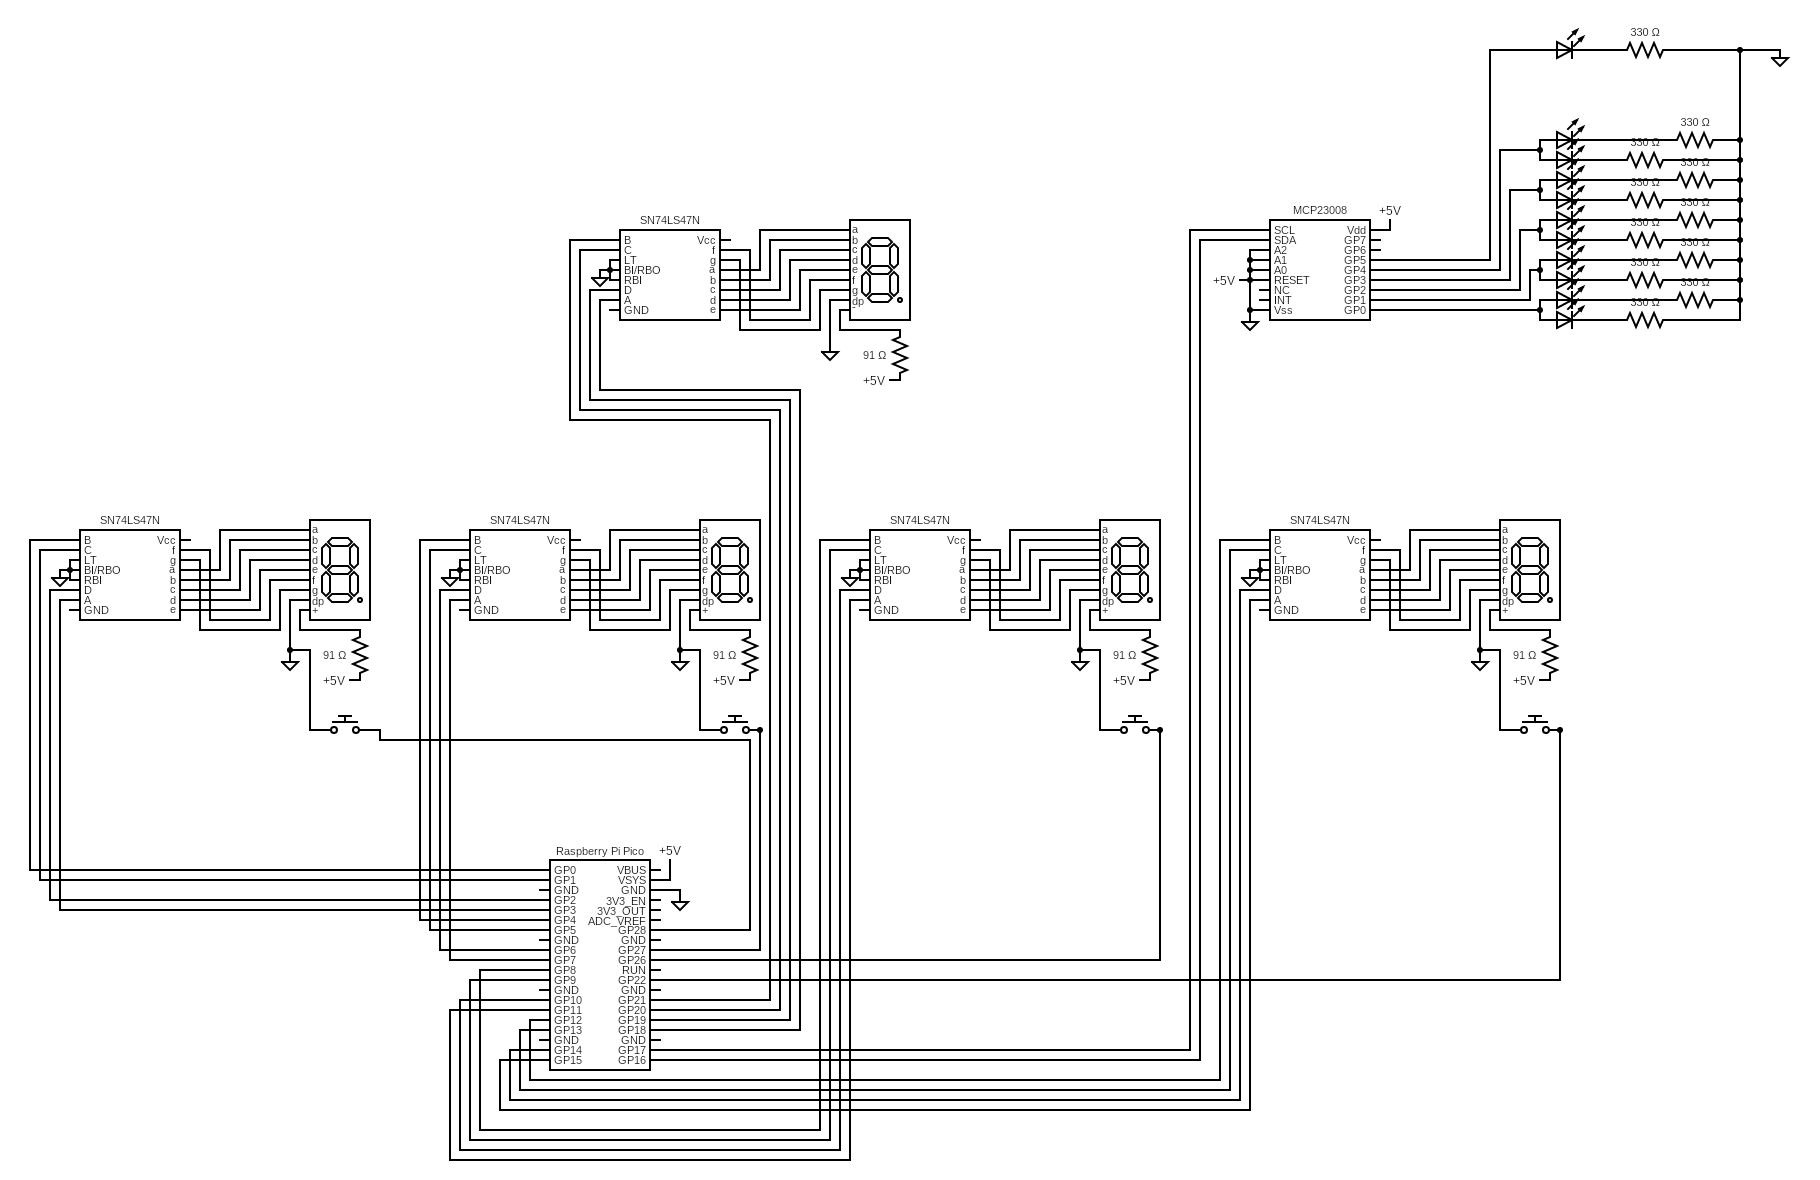 330 Ω
330 Ω
330 Ω
330 Ω
330 Ω
330 Ω
330 Ω
330 Ω
330 Ω
330 Ω
330 Ω
MCP23008
+5V
SCL Vdd
SDA GP7
A2 GP6
A1 GP5
A0 GP4
+5V RESET GP3
NC GP2
INT GP1
Vss GP0
SN74LS47N
B Vcc
C f
LT g
BI/RBO a
RBI b
D c
A d
GND e
a
b
c
d
e
f
g
dp
91 Ω
+5V
SN74LS47N
B Vcc
C f
LT g
BI/RBO a
RBI b
D c
A d
GND e
a
b
c
d
e
f
g
dp
+
91 Ω
+5V
SN74LS47N
B Vcc
C f
LT g
BI/RBO a
RBI b
D c
A d
GND e
a
b
c
d
e
f
g
dp
+
91 Ω
+5V
SN74LS47N
B Vcc
C f
LT g
BI/RBO a
RBI b
D c
A d
GND e
a
b
c
d
e
f
g
dp
+
91 Ω
+5V
SN74LS47N
B Vcc
C f
LT g
BI/RBO a
RBI b
D c
A d
GND e
a
b
c
d
e
f
g
dp
+
91 Ω
+5V
Raspberry Pi Pico +5V
GP0 VBUS
GP1 VSYS
GND GND
GP2 3V3_EN
GP3 3V3_OUT
GP4 ADC_VREF
GP5 GP28
GND GND
GP6 GP27
GP7 GP26
GP8 RUN
GP9 GP22
GND GND
GP10 GP21
GP11 GP20
GP12 GP19
GP13 GP18
GND GND
GP14 GP17
GP15 GP16